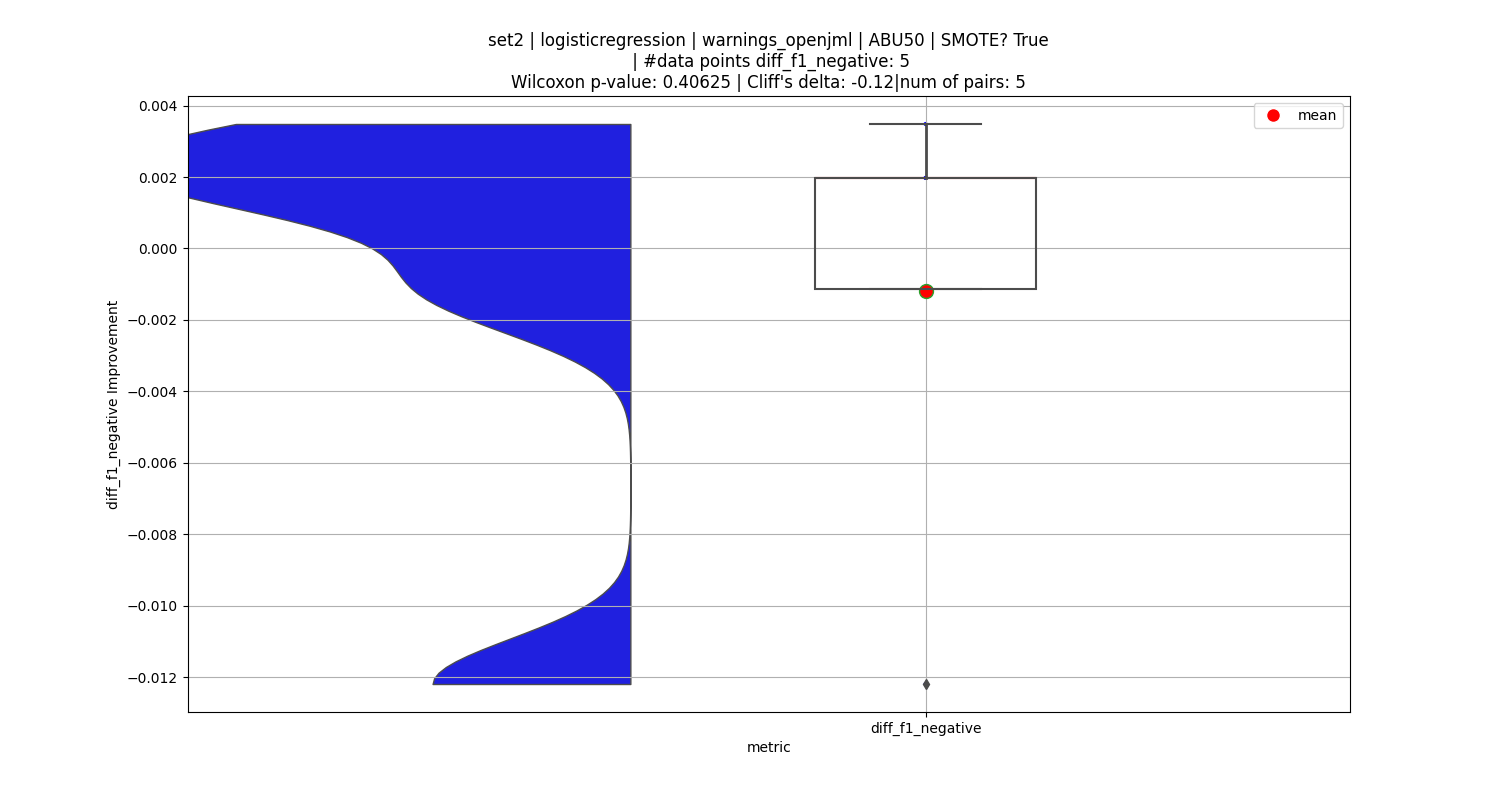 set2 | logisticregression | warnings_openjml | ABU50 | SMOTE? True
| #data points diff_f1_negative: 5
Wilcoxon p-value: 0.40625 | Cliff's delta: -0.12|num of pairs: 5
mean
0.004
0.002
0.000
−0.002
−0.004
−0.006
−0.008
−0.010
−0.012
diff_f1_negative Improvement
diff_f1_negative
metric